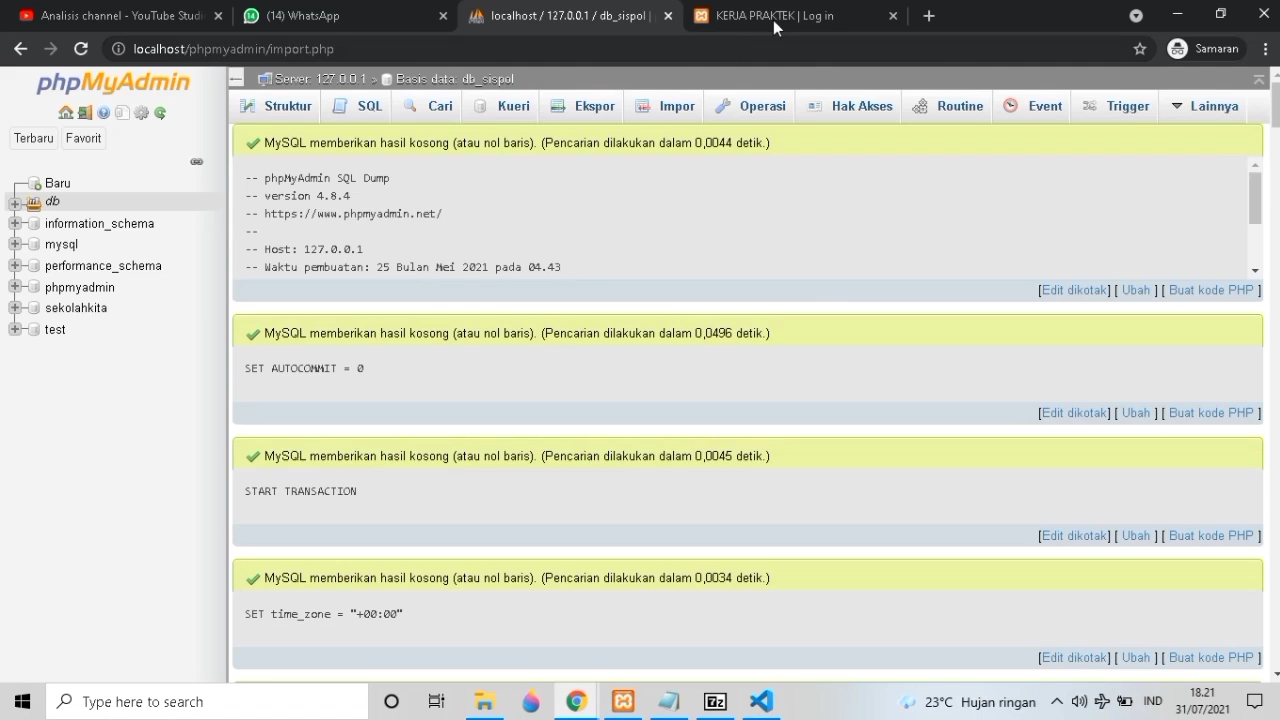 Analisis channel - YouTube Studi
(14) WhatsApp
localhost / 127.0.0.1 / db_sispol |
KERJA PRAKTEK | Log in
localhost/phpmyadmin/import.php
Samaran
phpMyAdmin
Server: 127.0.0.1 » Basis data: db_sispol
Struktur
SQL
Cari
Kueri
Ekspor
Impor
Operasi
Hak Akses
Routine
Event
Trigger
Lainnya
Terbaru
Favorit
Baru
db
information_schema
mysql
performance_schema
phpmyadmin
sekolahkita
test
MySQL memberikan hasil kosong (atau nol baris). (Pencarian dilakukan dalam 0,0044 detik.)
-- phpMyAdmin SQL Dump
-- version 4.8.4
-- https://www.phpmyadmin.net/
--
-- Host: 127.0.0.1
-- Waktu pembuatan: 25 Bulan Mei 2021 pada 04.43
[Edit dikotak] [ Ubah ] [ Buat kode PHP ]
MySQL memberikan hasil kosong (atau nol baris). (Pencarian dilakukan dalam 0,0496 detik.)
SET AUTOCOMMIT = 0
[Edit dikotak] [ Ubah ] [ Buat kode PHP ]
MySQL memberikan hasil kosong (atau nol baris). (Pencarian dilakukan dalam 0,0045 detik.)
START TRANSACTION
[Edit dikotak] [ Ubah ] [ Buat kode PHP ]
MySQL memberikan hasil kosong (atau nol baris). (Pencarian dilakukan dalam 0,0034 detik.)
SET time_zone = "+00:00"
[Edit dikotak] [ Ubah ] [ Buat kode PHP ]
Type here to search
7z
23°C Hujan ringan
IND
18.21
31/07/2021